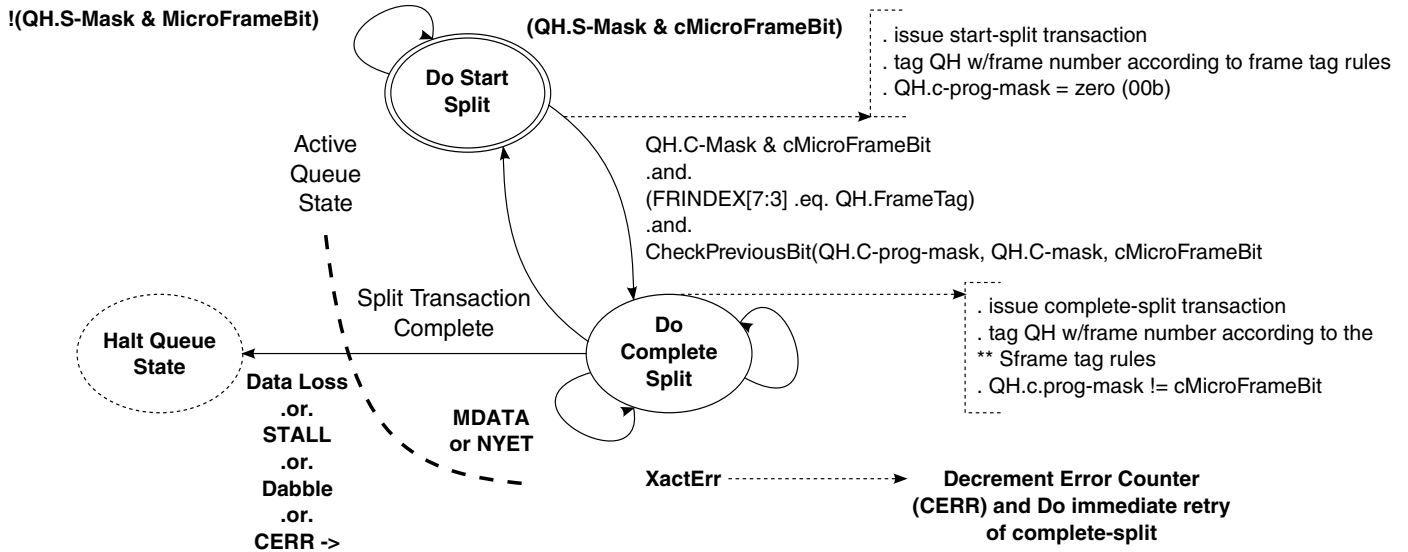 !(QH.S-Mask & MicroFrameBit)
(QH.S-Mask & cMicroFrameBit)
. issue start-split transaction
. tag QH w/frame number according to frame tag rules
. QH.c-prog-mask = zero (00b)
Do Start
Split
Active
Queue
State
QH.C-Mask & cMicroFrameBit
.and.
(FRINDEX[7:3] .eq. QH.FrameTag)
.and.
CheckPreviousBit(QH.C-prog-mask, QH.C-mask, cMicroFrameBit
Split Transaction
Complete
Halt Queue
State
Do
Complete
Split
. issue complete-split transaction
. tag QH w/frame number according to the
** Sframe tag rules
. QH.c.prog-mask != cMicroFrameBit
Data Loss
.or.
STALL
.or.
Dabble
.or.
CERR ->
MDATA
or NYET
XactErr
Decrement Error Counter
(CERR) and Do immediate retry
of complete-split